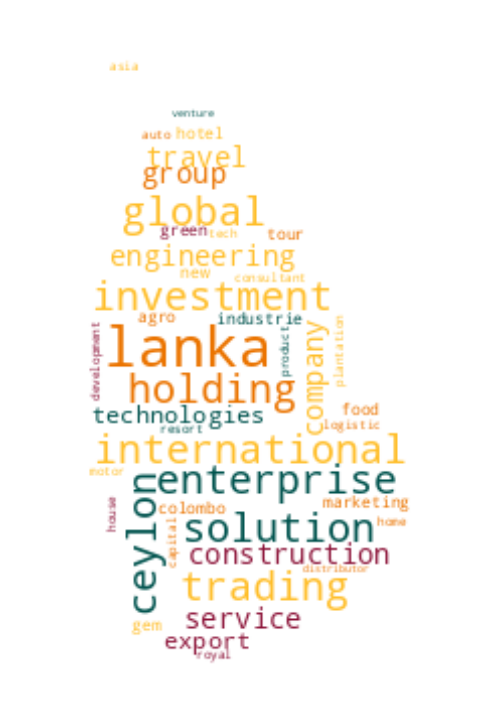 asia
venture
auto hotel
travel
group
global
green tech tour
engineering
new consultant
investment
agro industrie
development lanka product company plantation
holding
technologies food
resort logistic
international
motor
ceylon enterprise
house colombo marketing
capital solution home
construction
distributor
trading
gem service
export
royal